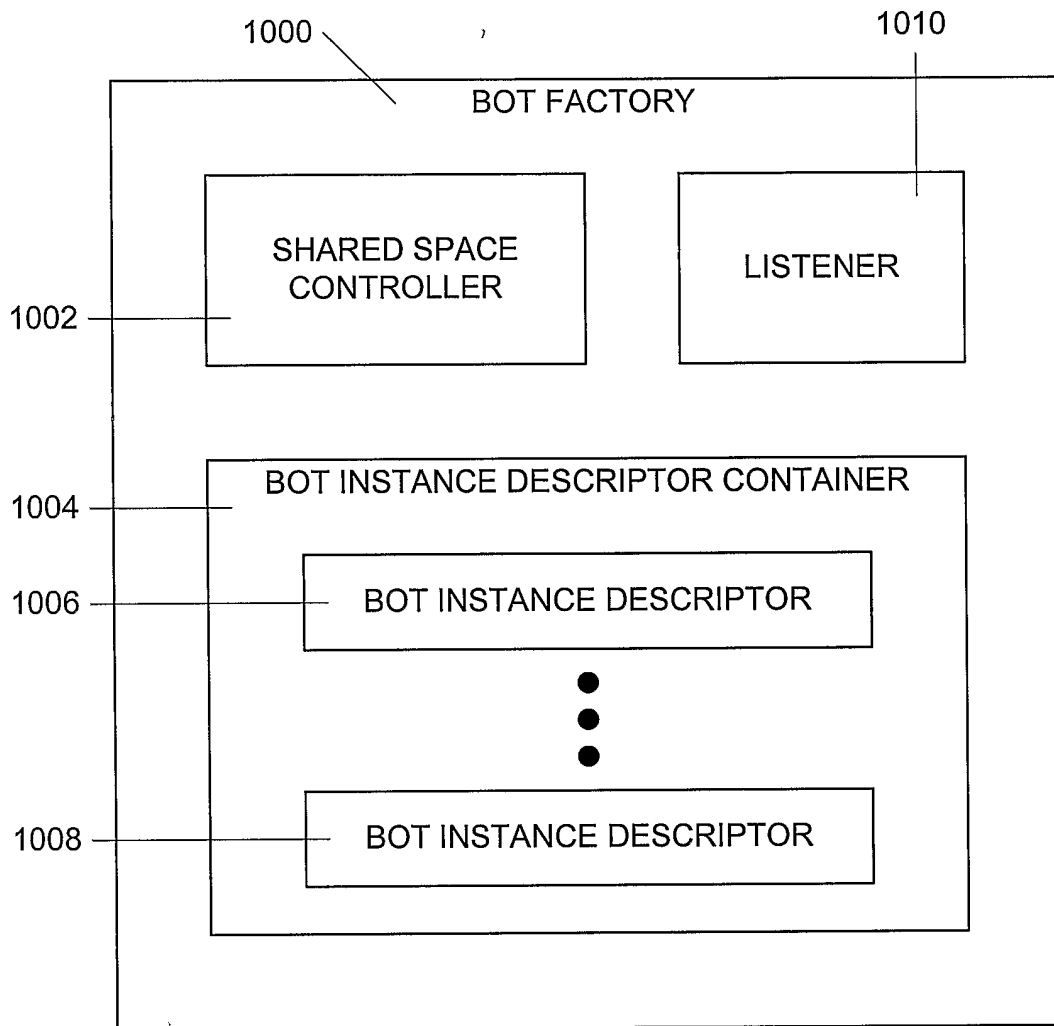 1000
1010
BOT FACTORY
SHARED SPACE
CONTROLLER
LISTENER
1002
BOT INSTANCE DESCRIPTOR CONTAINER
1004
BOT INSTANCE DESCRIPTOR
1006
BOT INSTANCE DESCRIPTOR
1008